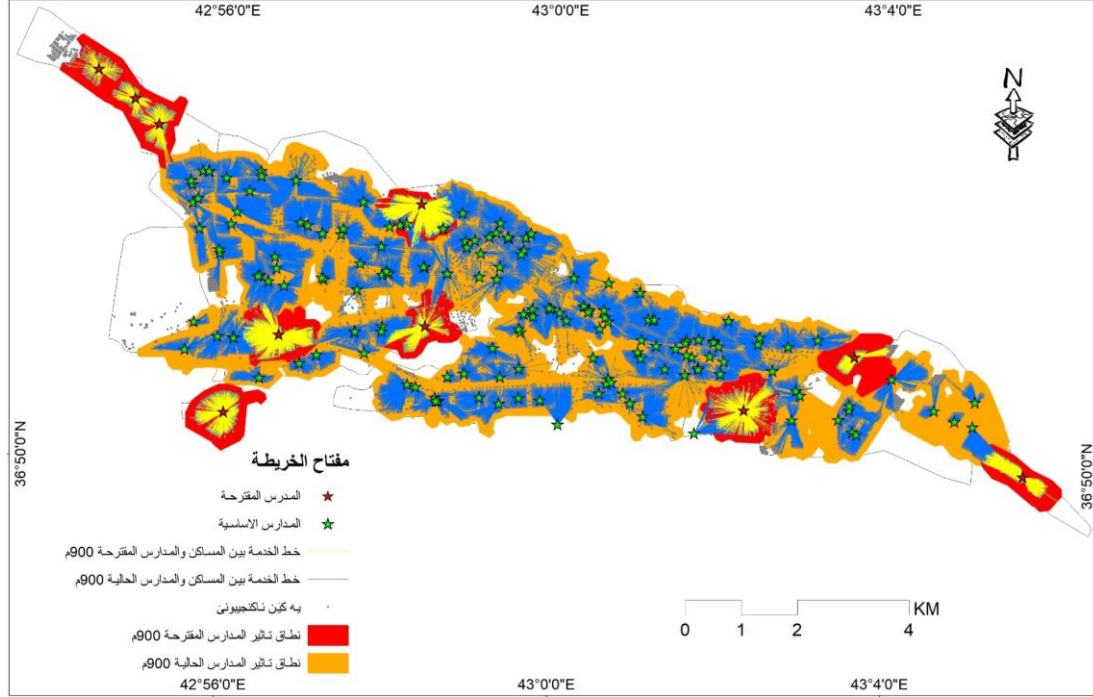 42°56'0"E 43°0'0"E 43°4'0"E
N
36°50'0"N
36°50'0"N
مفتاح الخريطة
المدرس المقترحة
المدارس الاساسية
خط الخدمة بين المساكن والمدارس المقترحة 900م
خط الخدمة بين المساكن والمدارس الحالية 900م
يه كيّن ئاكنجيبونێ
نطاق تاثير المدارس المقترحة 900م
نطاق تاثير المدارس الحالية 900م
KM
0 1 2 4
42°56'0"E 43°0'0"E 43°4'0"E